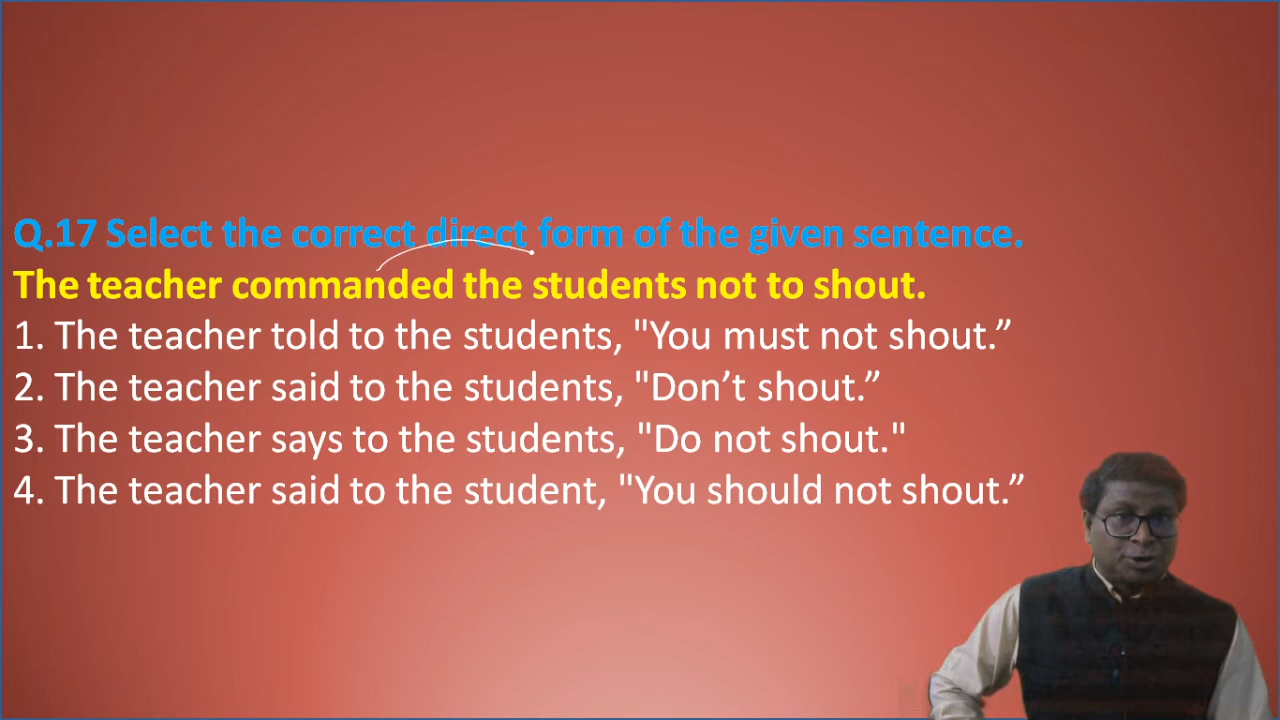 Q.17 Select the correct direct form of the given sentence.
The teacher commanded the students not to shout.
1. The teacher told to the students, "You must not shout.”
2. The teacher said to the students, "Don’t shout.”
3. The teacher says to the students, "Do not shout."
4. The teacher said to the student, "You should not shout.”